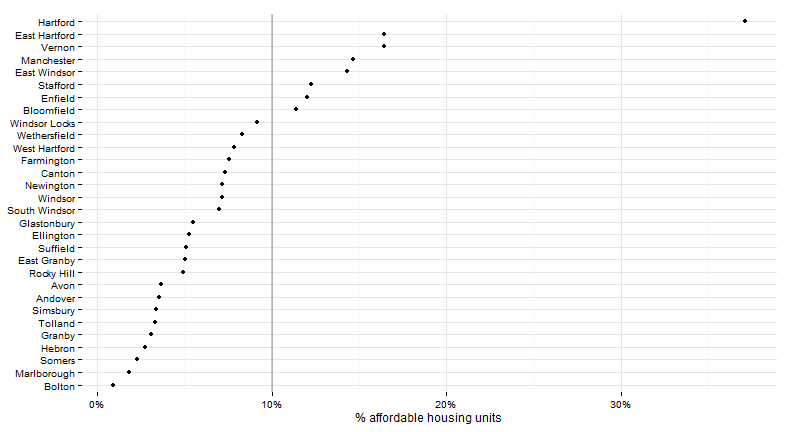 Hartford
East Hartford
Vernon
Manchester
East Windsor
Stafford
Enfield
Bloomfield
Windsor Locks
Wethersfield
West Hartford
Farmington
Canton
Newington
Windsor
South Windsor
Glastonbury
Ellington
Suffield
East Granby
Rocky Hill
Avon
Andover
Simsbury
Tolland
Granby
Hebron
Somers
Marlborough
Bolton
0% 10% 20% 30%
% affordable housing units